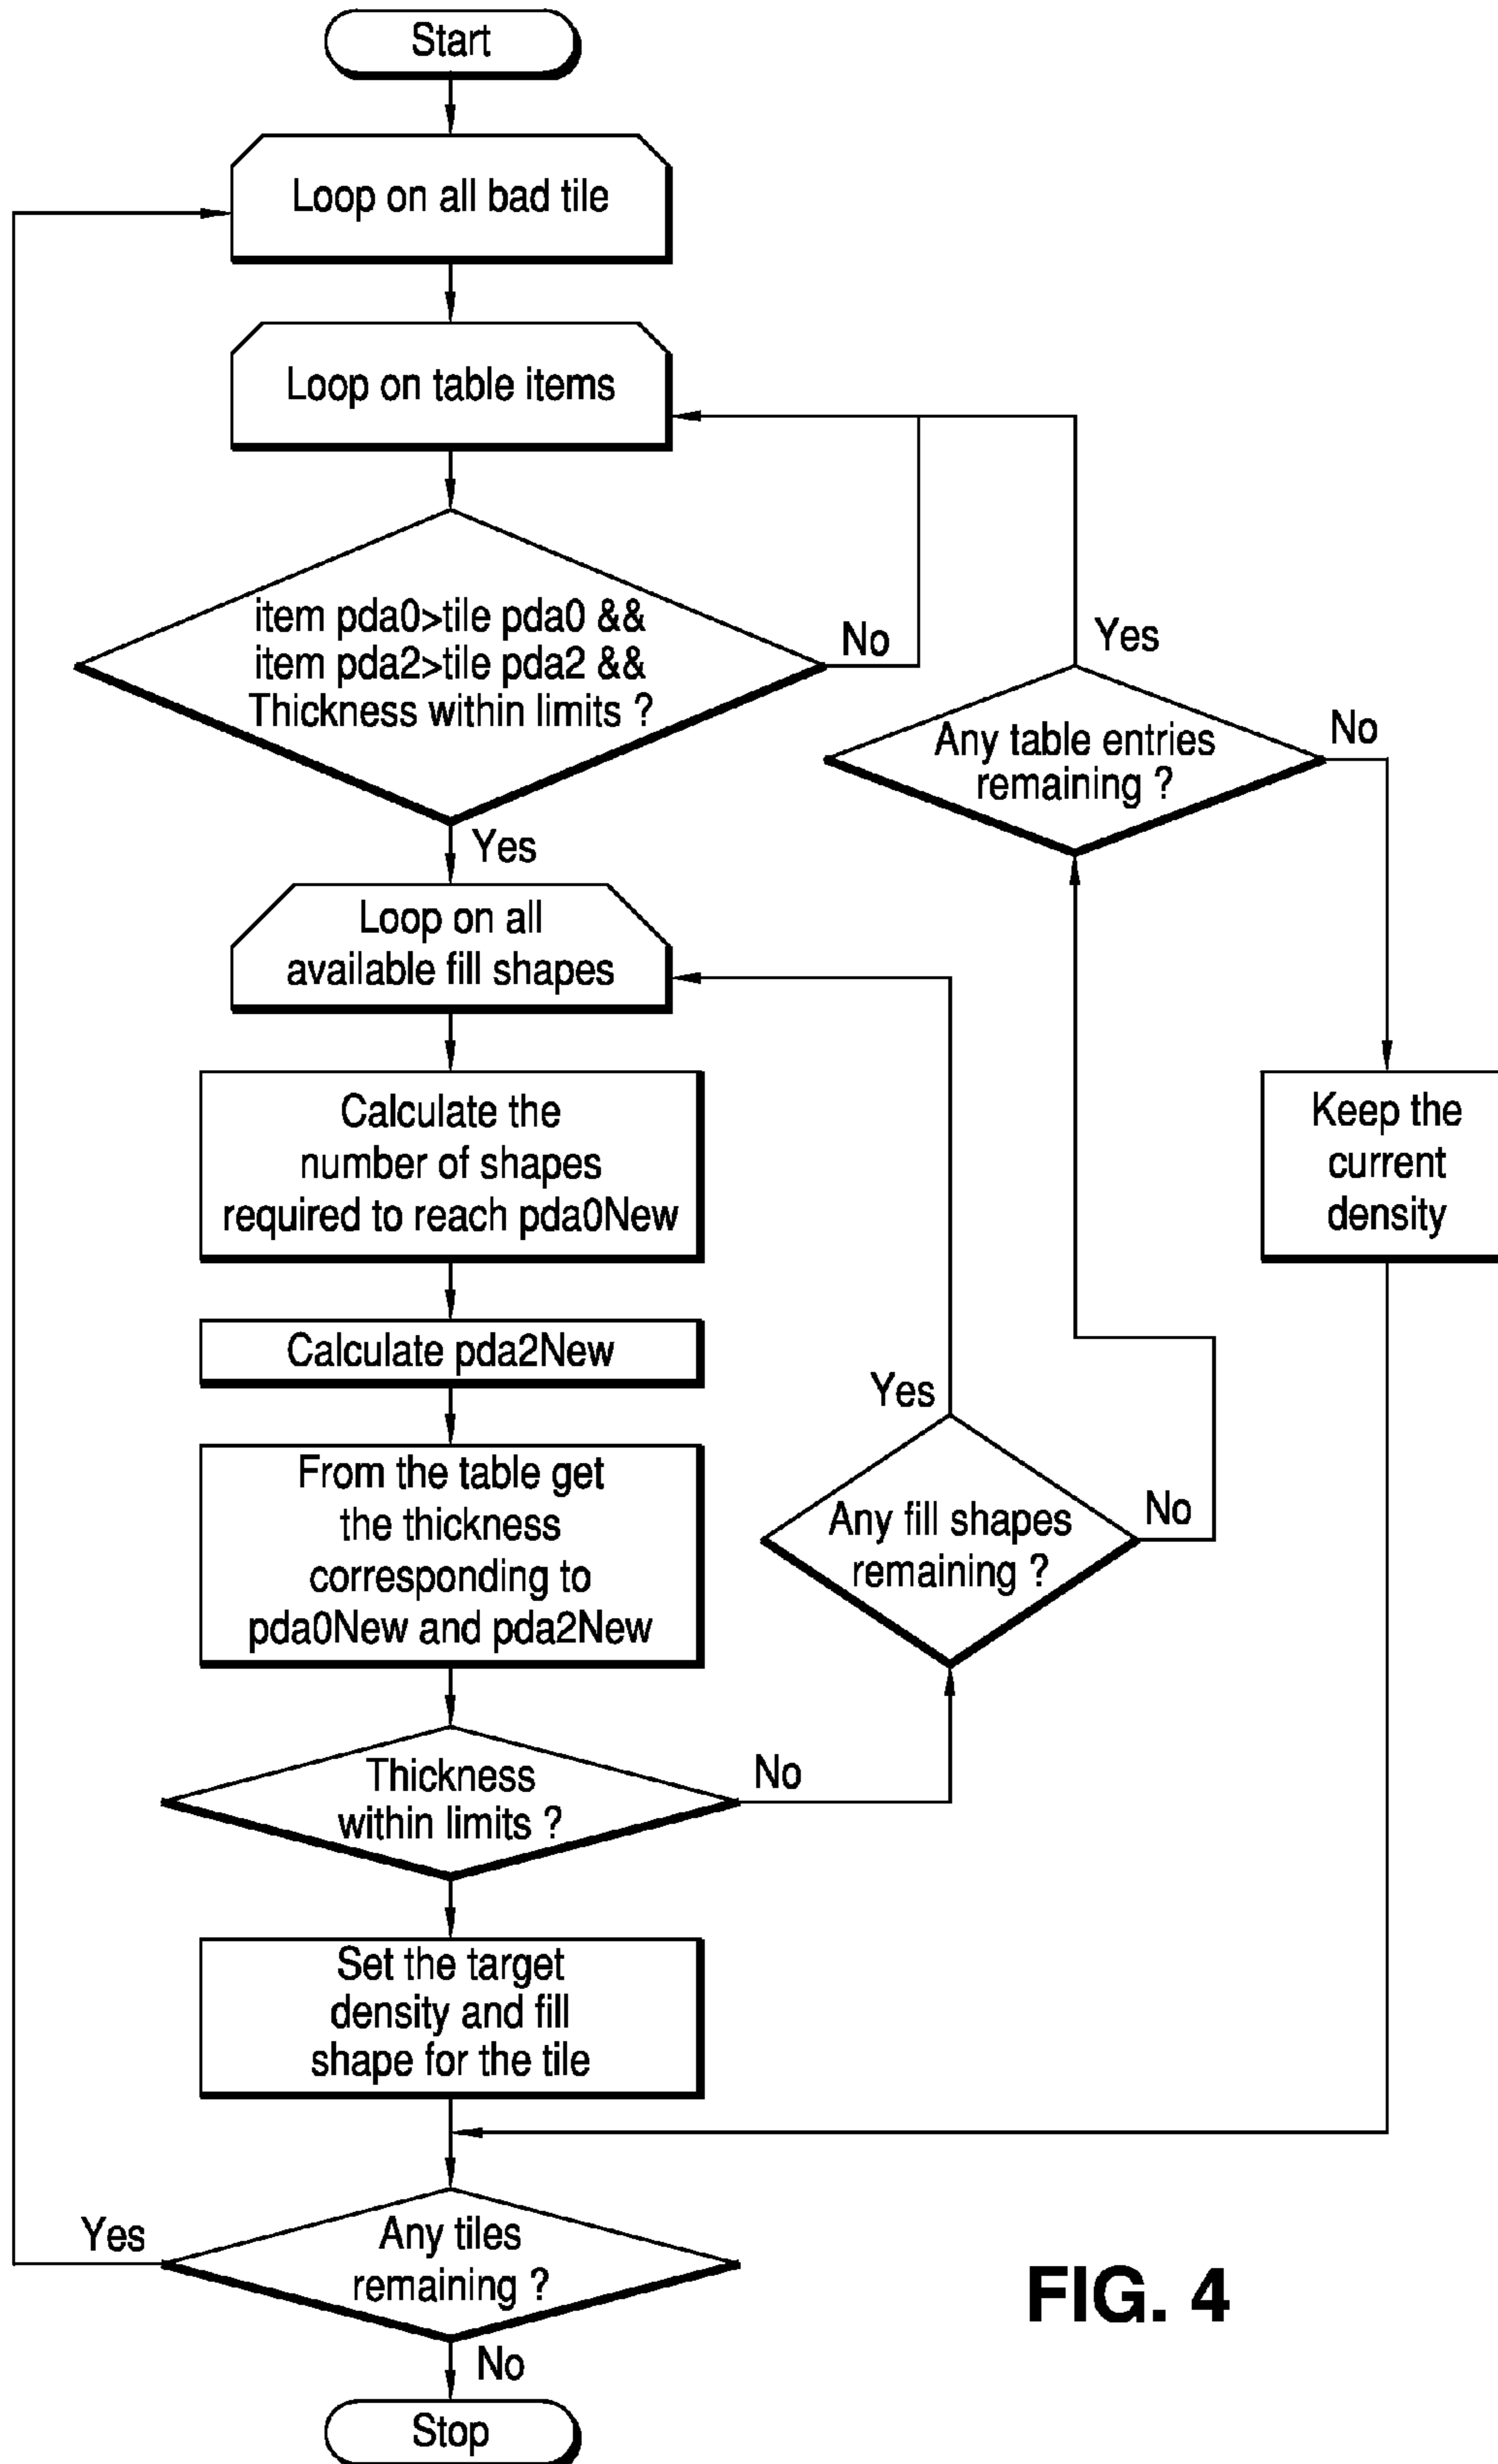 Start
Loop on all bad tile
Loop on table items
item pda0>tile pda0 &&
item pda2>tile pda2 &&
Thickness within limits ?
No
Yes
Any table entries
remaining ?
Yes
No
Loop on all
available fill shapes
Calculate the
number of shapes
required to reach pda0New
Keep the
current
density
Calculate pda2New
From the table get
the thickness
corresponding to
pda0New and pda2New
Yes
Any fill shapes
remaining ?
No
Thickness
within limits ?
No
Set the target
density and fill
shape for the tile
Any tiles
remaining ?
Yes
No
Stop
FIG. 4